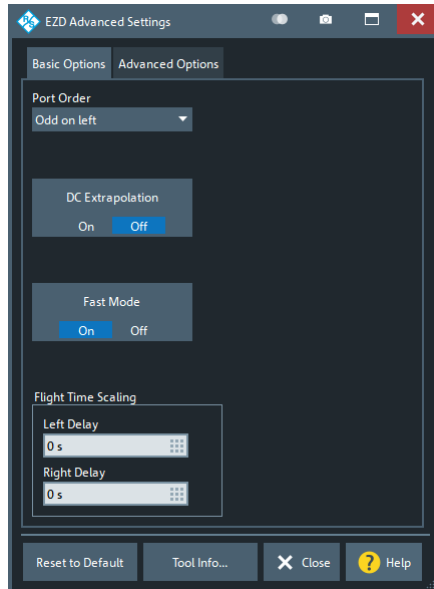 EZD Advanced Settings
Basic Options Advanced Options
Port Order
Odd on left
DC Extrapolation
On Off
Fast Mode
On Off
Flight Time Scaling
Left Delay
0 s
Right Delay
0 s
Reset to Default Tool Info... Close ? Help